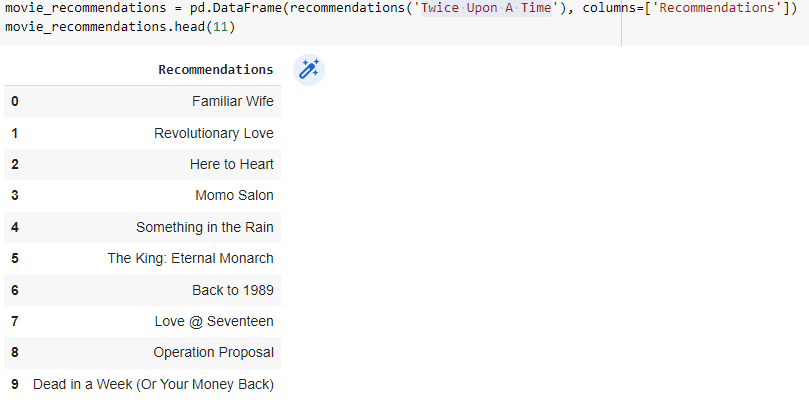 movie_recommendations = pd.DataFrame(recommendations('Twice Upon A Time'), columns=['Recommendations'])
movie_recommendations.head(11)
Recommendations
0 Familiar Wife
1 Revolutionary Love
2 Here to Heart
3 Momo Salon
4 Something in the Rain
5 The King: Eternal Monarch
6 Back to 1989
7 Love @ Seventeen
8 Operation Proposal
9 Dead in a Week (Or Your Money Back)